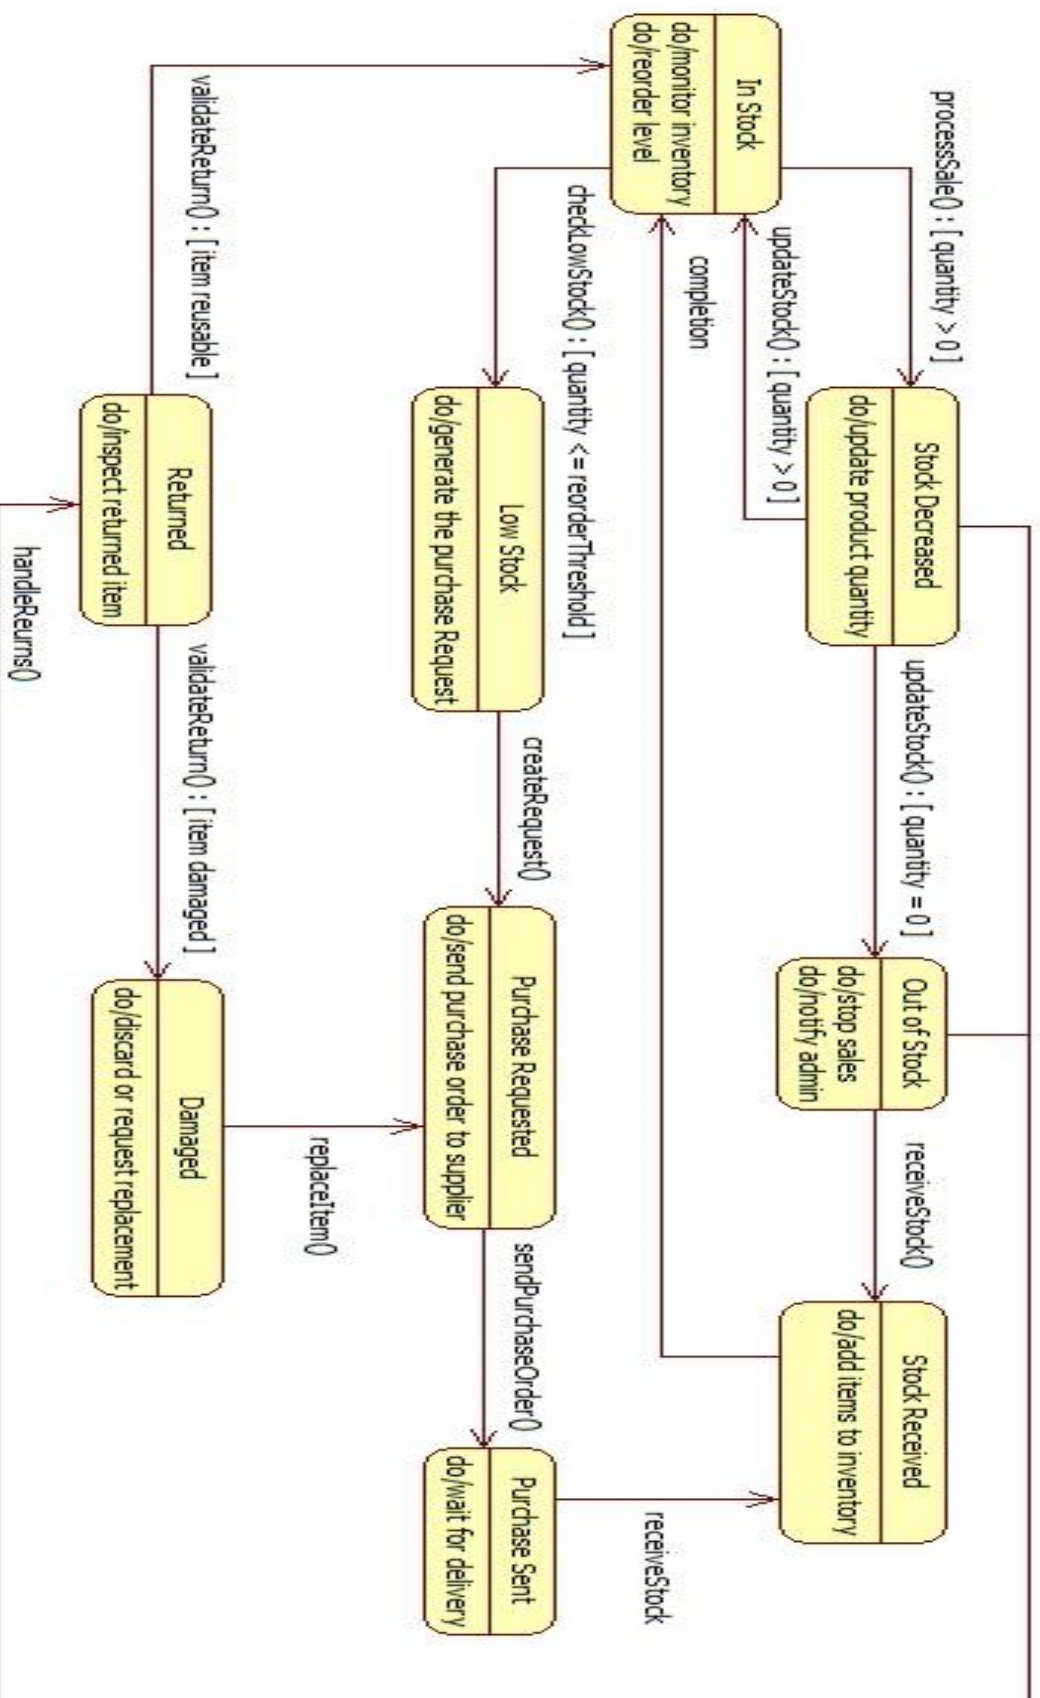 processSale() : [ quantity > 0 ]
In Stock
do/monitor inventory
do/reorder level
updateStock() : [ quantity > 0 ]
completion
Stock Decreased
do/update product quantity
updateStock() : [ quantity = 0 ]
Out of Stock
do/stop sales
do/notify admin
receiveStock()
Stock Received
do/add items to inventory
checkLowStock() : [ quantity <= reorderThreshold ]
Low Stock
do/generate the purchase Request
createRequest()
Purchase Requested
do/send purchase order to supplier
sendPurchaseOrder()
Purchase Sent
do/wait for delivery
receiveStock
validateReturn() : [ item reusable ]
Returned
do/inspect returned item
validateReturn() : [ item damaged ]
Damaged
do/discard or request replacement
replaceItem()
handleReurns()